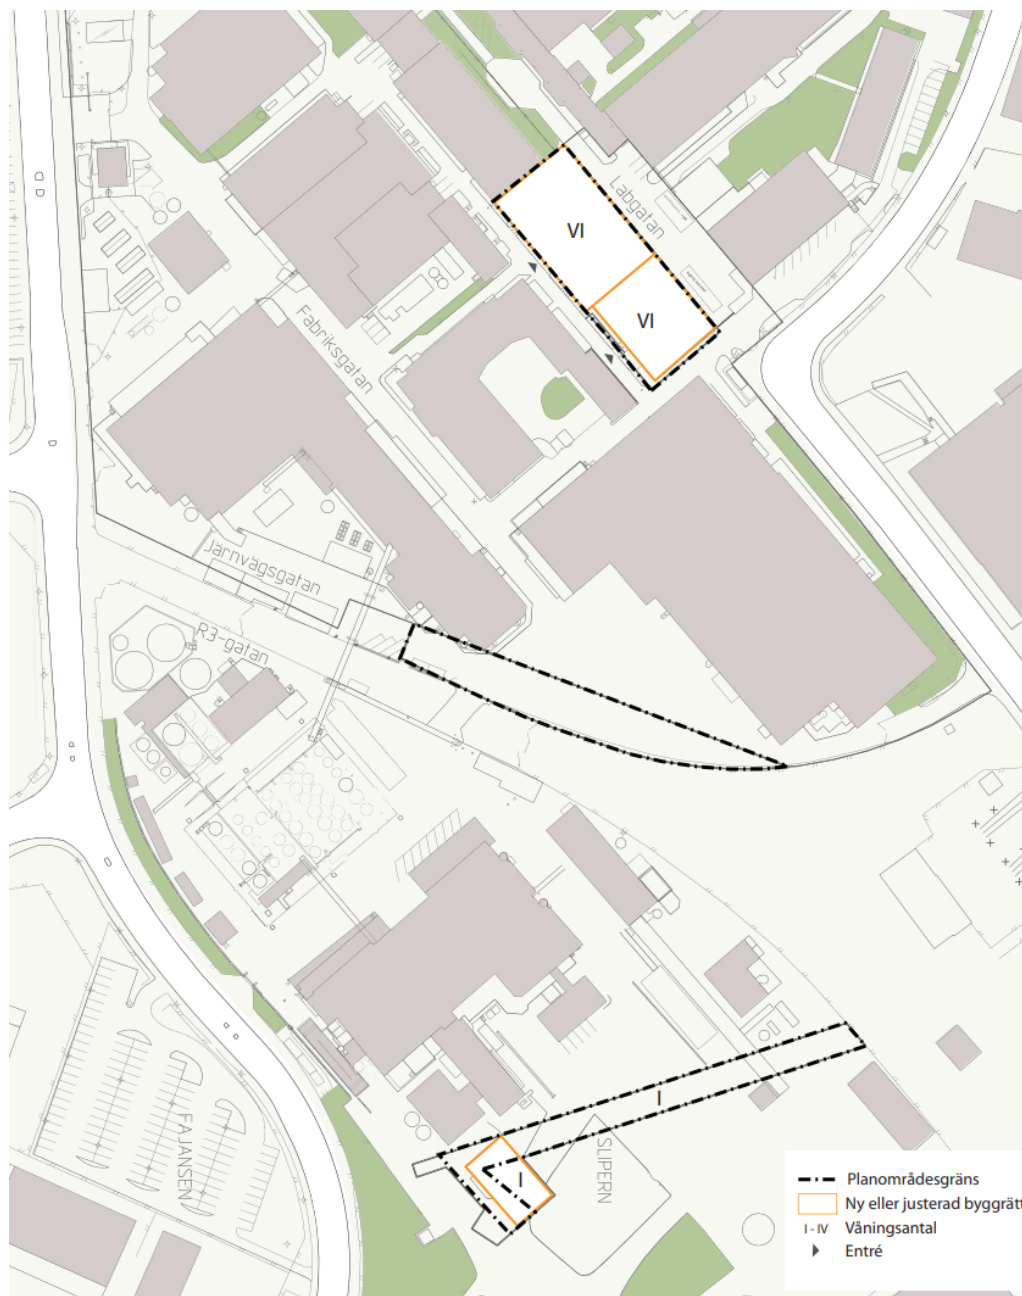 Labgatan
VI
VI
Fabriksgatan
Järnvägsgatan
R3-gatan
I
I
SLIPERN
FAJANSEN
Planområdesgräns
Ny eller justerad byggrätt
I - IV Våningsantal
Entré